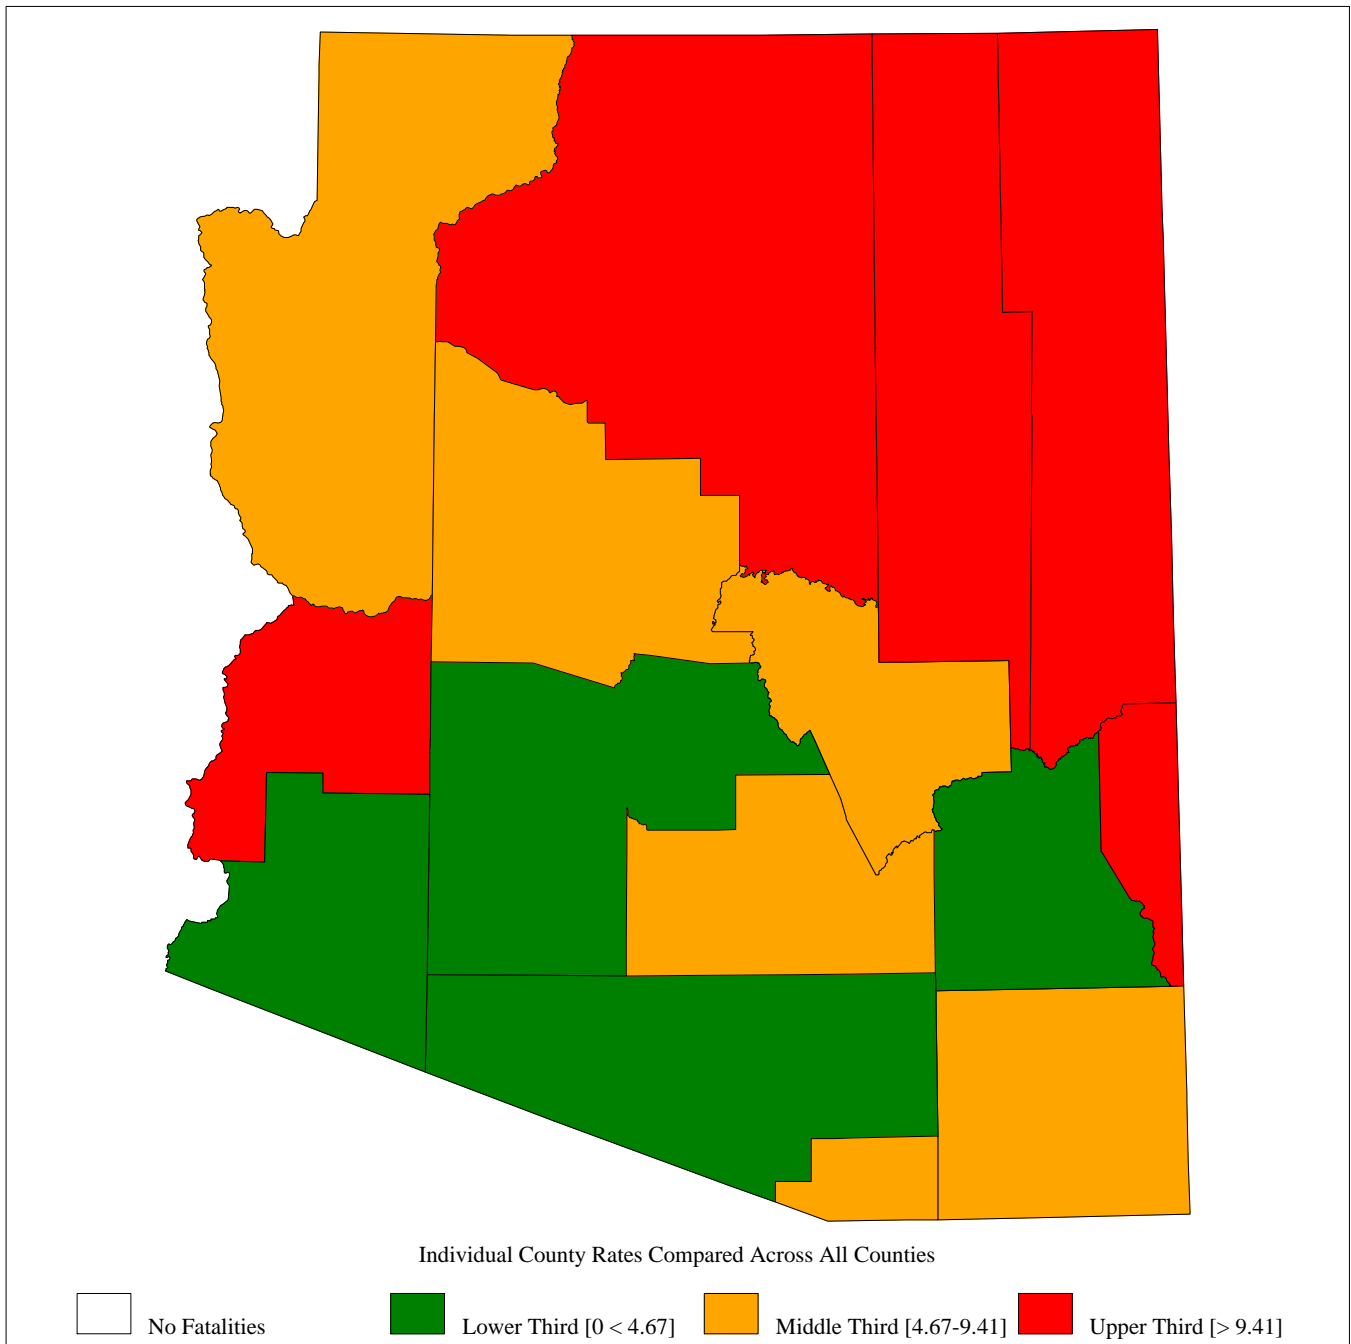 Individual County Rates Compared Across All Counties
No Fatalities Lower Third [0 < 4.67] Middle Third [4.67-9.41] Upper Third [> 9.41]